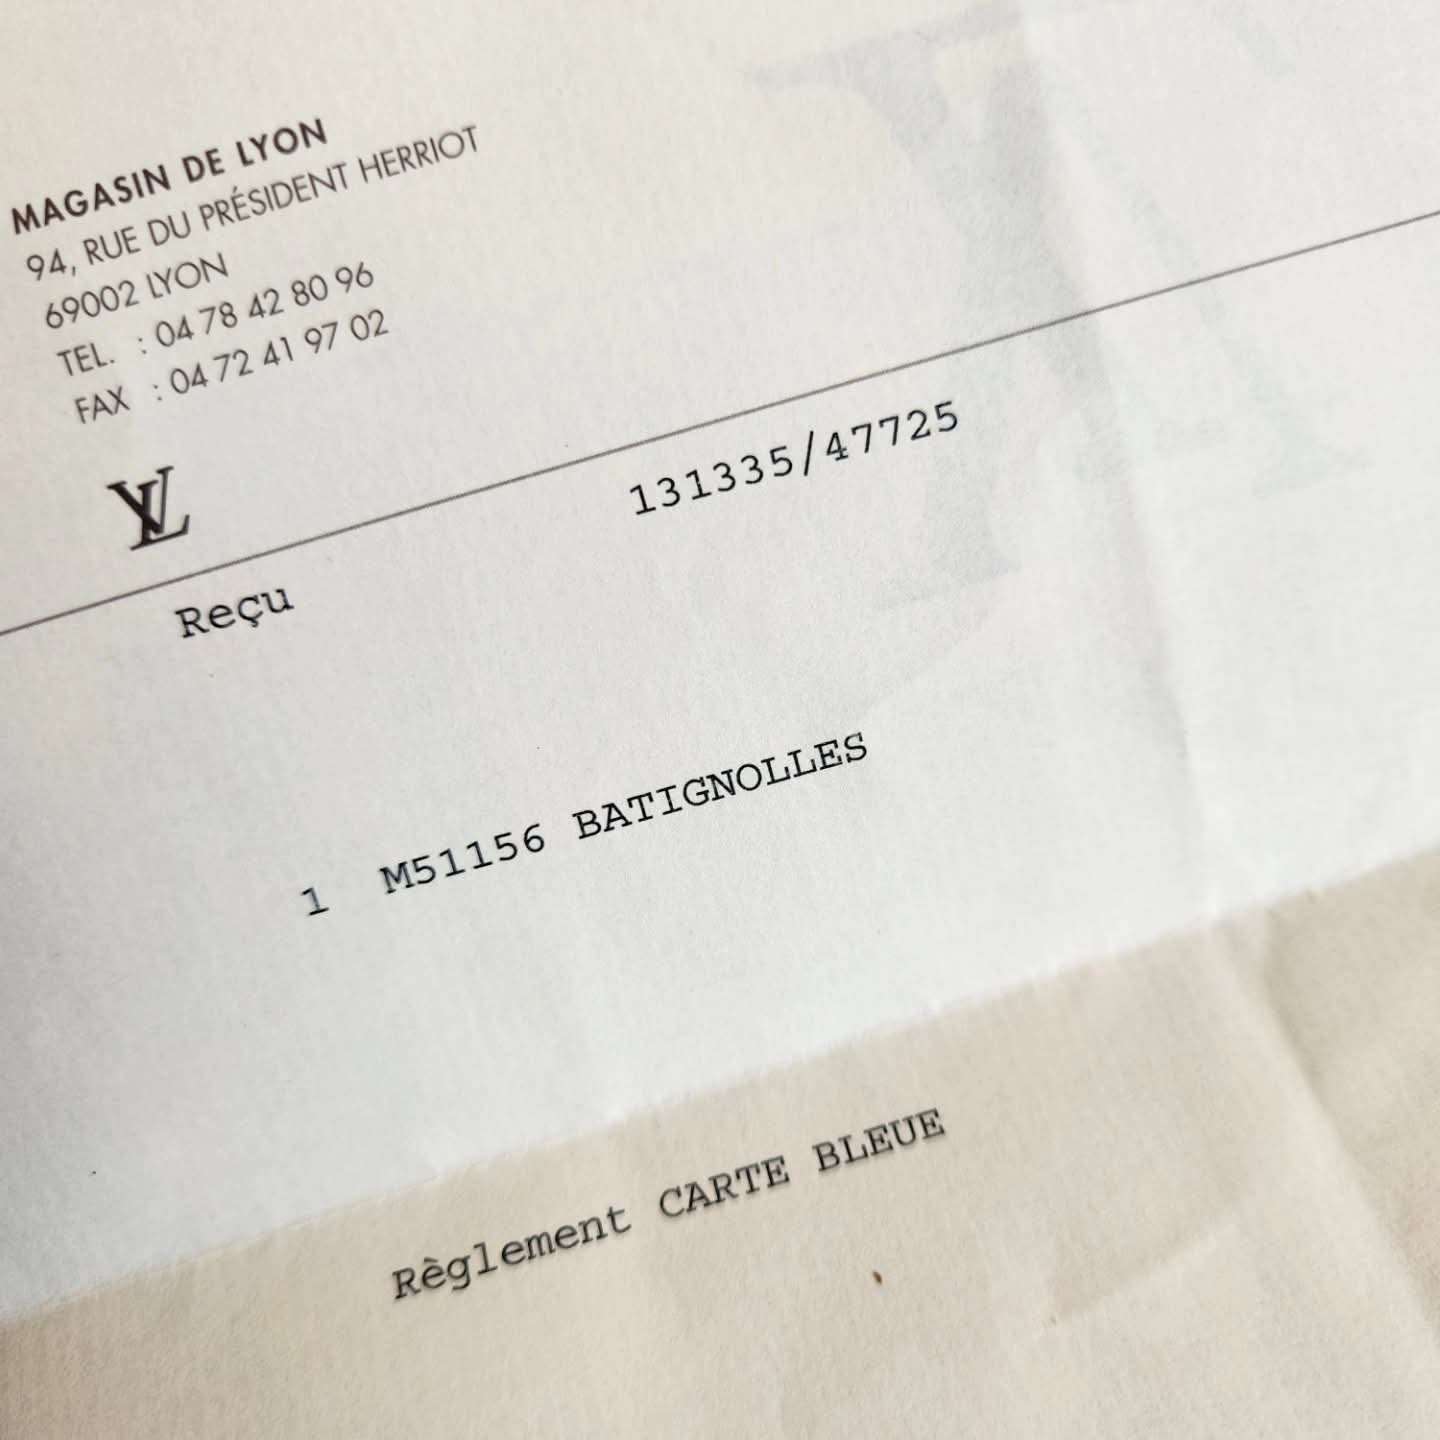 MAGASIN DE LYON
94, RUE DU PRÉSIDENT HERRIOT
69002 LYON
TEL. : 04 78 42 80 96
FAX : 04 72 41 97 02
LV
Reçu 131335/47725
1 M51156 BATIGNOLLES
Règlement CARTE BLEUE